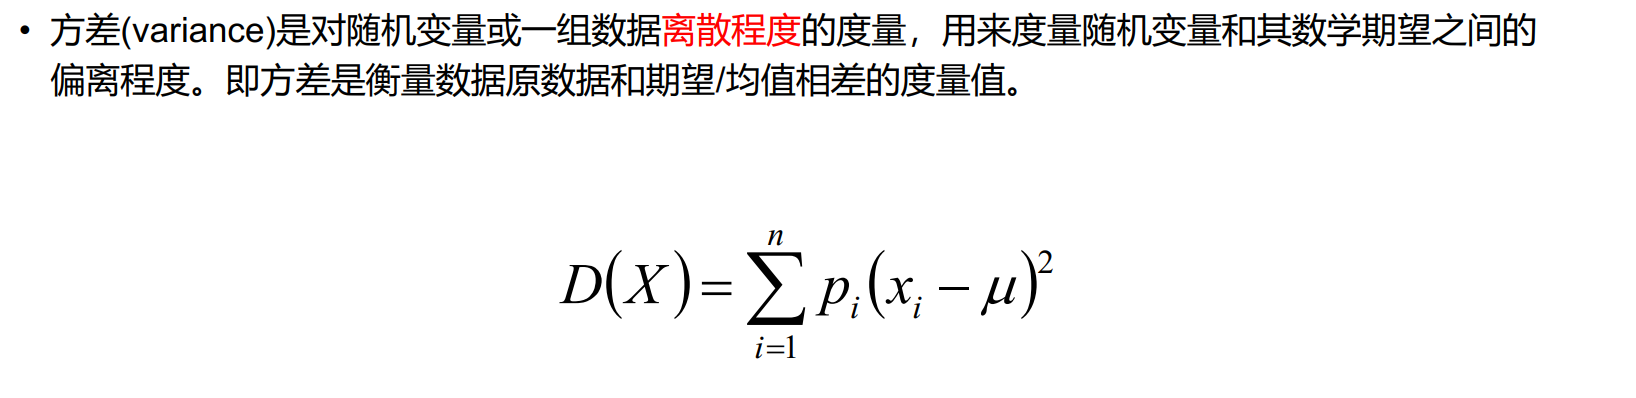 • 方差(variance)是对随机变量或一组数据离散程度的度量，用来度量随机变量和其数学期望之间的
偏离程度。即方差是衡量数据原数据和期望/均值相差的度量值。
D(X)=∑_{i=1}^{n} p_i(x_i − μ)^2